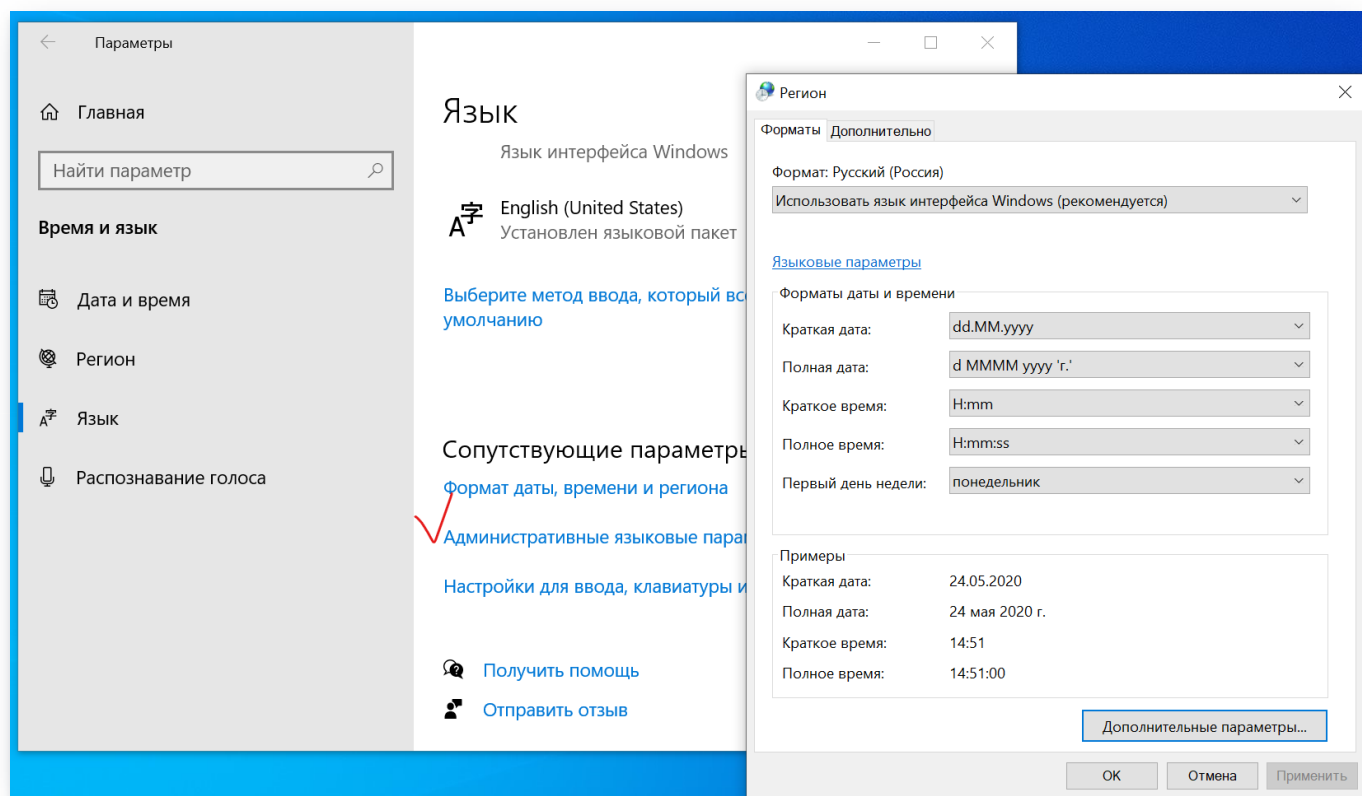 Параметры
Главная
Найти параметр
Время и язык
Дата и время
Регион
Язык
Распознавание голоса
Язык
Язык интерфейса Windows
English (United States)
Установлен языковой пакет
Выберите метод ввода, который
умолчанию
Сопутствующие параметры
Формат даты, времени и региона
Административные языковые
Настройки для ввода, клавиатуры и
Получить помощь
Отправить отзыв
Регион
Форматы
Дополнительно
Формат: Русский (Россия)
Использовать язык интерфейса Windows (рекомендуется)
Языковые параметры
Форматы даты и времени
Краткая дата:
dd.MM.yyyy
Полная дата:
d MMMM yyyy 'г.'
Краткое время:
H:mm
Полное время:
H:mm:ss
Первый день недели:
понедельник
Примеры
Краткая дата:
24.05.2020
Полная дата:
24 мая 2020 г.
Краткое время:
14:51
Полное время:
14:51:00
Дополнительные параметры...
ОК
Отмена
Применить